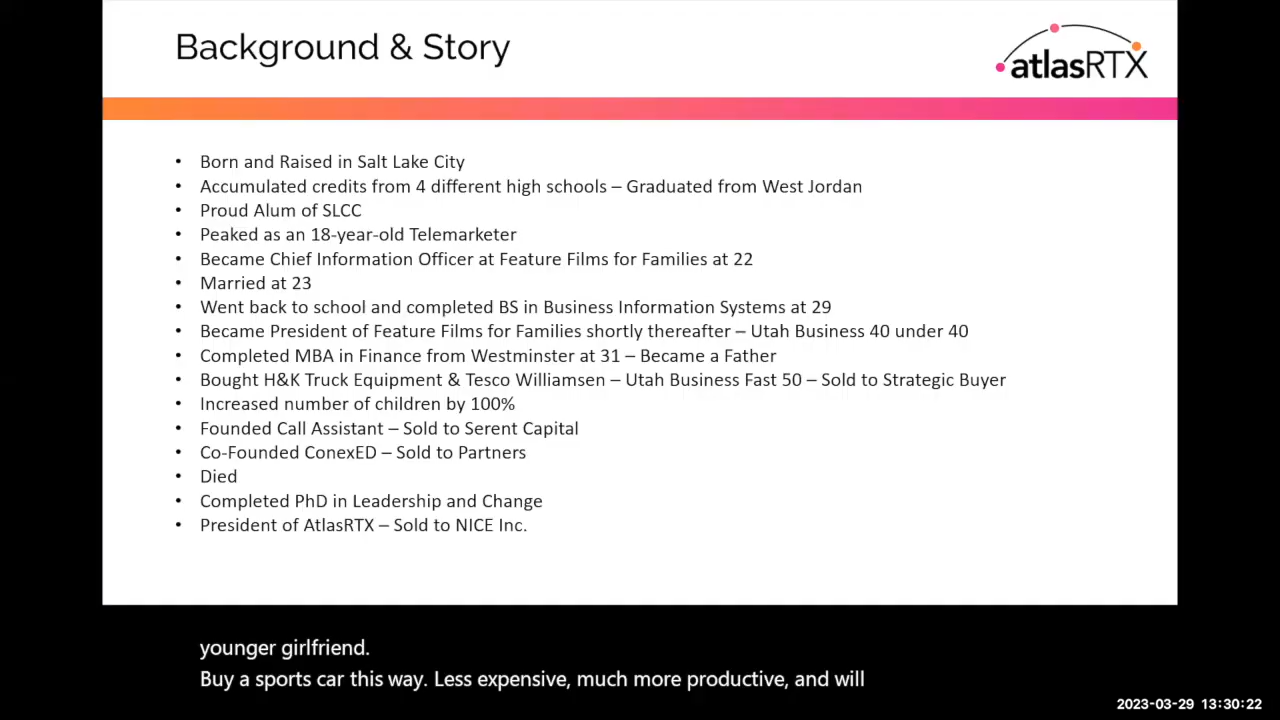 Background & Story
atlasRTX
• Born and Raised in Salt Lake City
• Accumulated credits from 4 different high schools – Graduated from West Jordan
• Proud Alum of SLCC
• Peaked as an 18-year-old Telemarketer
• Became Chief Information Officer at Feature Films for Families at 22
• Married at 23
• Went back to school and completed BS in Business Information Systems at 29
• Became President of Feature Films for Families shortly thereafter – Utah Business 40 under 40
• Completed MBA in Finance from Westminster at 31 – Became a Father
• Bought H&K Truck Equipment & Tesco Williamsen – Utah Business Fast 50 – Sold to Strategic Buyer
• Increased number of children by 100%
• Founded Call Assistant – Sold to Serent Capital
• Co-Founded ConexED – Sold to Partners
• Died
• Completed PhD in Leadership and Change
• President of AtlasRTX – Sold to NICE Inc.
younger girlfriend.
Buy a sports car this way. Less expensive, much more productive, and will
2023-03-29 13:30:22